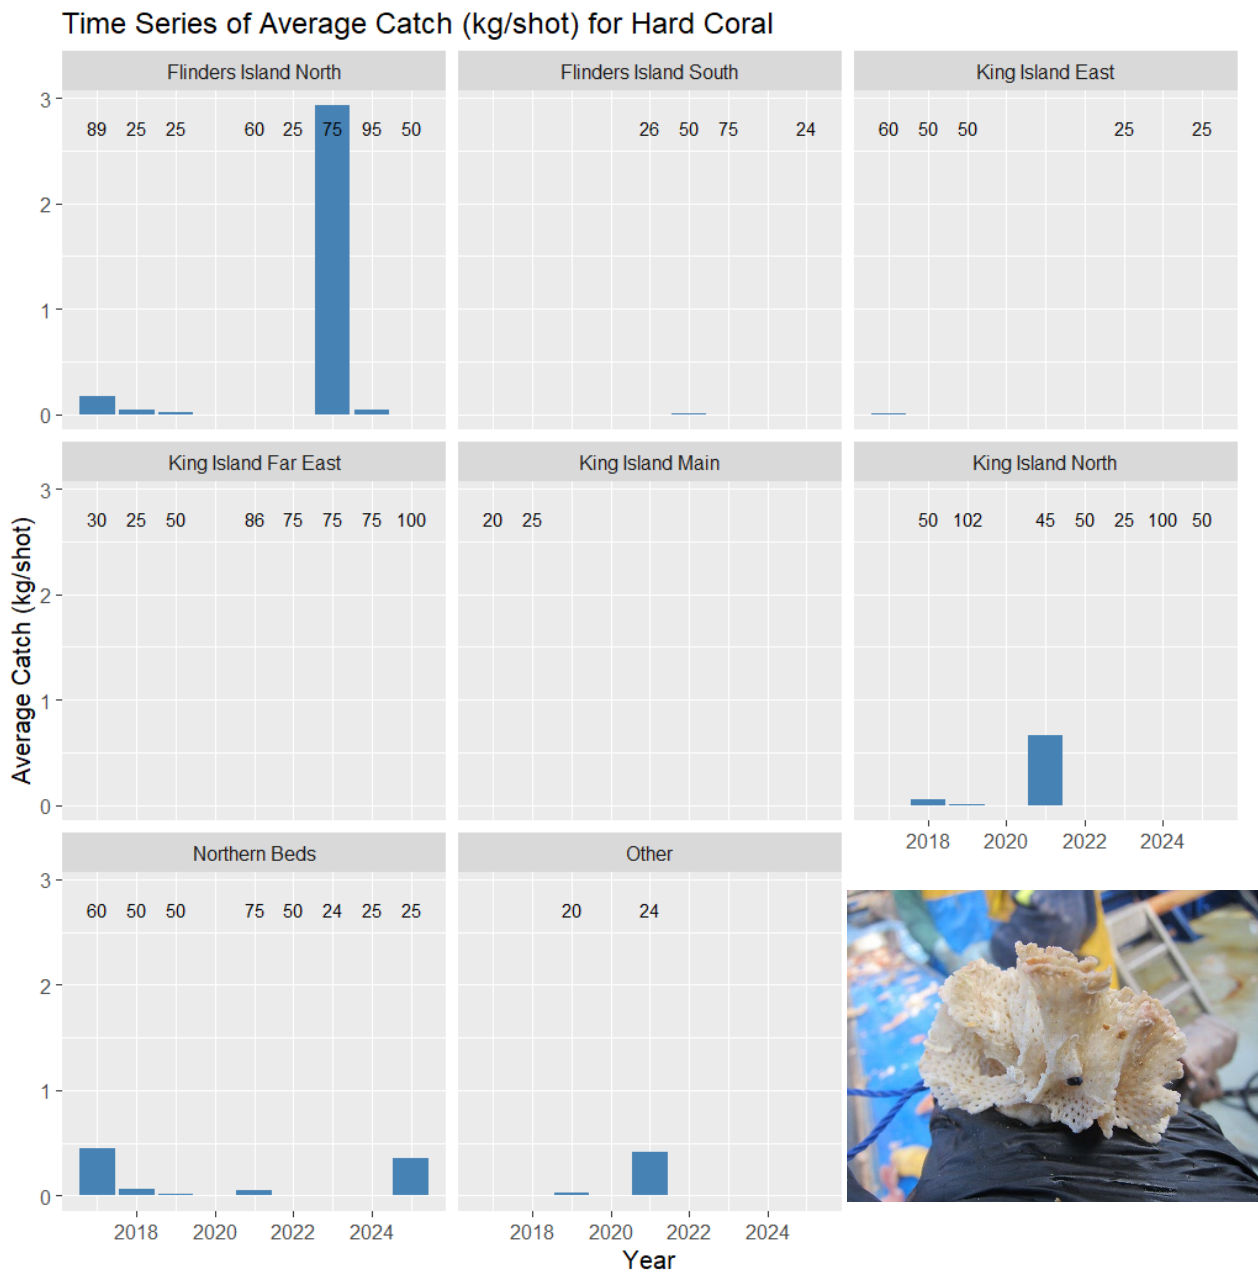 Time Series of Average Catch (kg/shot) for Hard Coral
Flinders Island North
Flinders Island South
King Island East
3
89 25 25 60 25 75 95 50
26 50 75 24
60 50 50 25 25
2
1
0
King Island Far East
King Island Main
King Island North
3
30 25 50 86 75 75 75 100
20 25
50 102 45 50 25 100 50
2
1
0
2018 2020 2022 2024
Northern Beds
Other
3
60 50 50 75 50 24 25 25
20 24
2
1
0
2018 2020 2022 2024
2018 2020 2022 2024
Average Catch (kg/shot)
Year